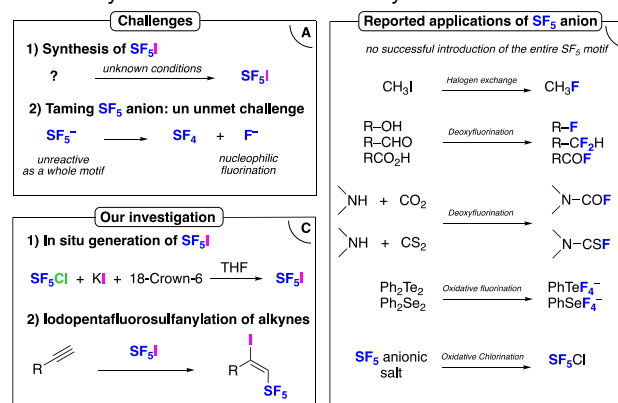 Challenges
A
1) Synthesis of SF5I
? unknown conditions SF5I
2) Taming SF5 anion: un unmet challenge
SF5− SF4 + F−
unreactive as a whole motif
nucleophilic fluorination
Our investigation
C
1) In situ generation of SF5I
SF5Cl + KI + 18-Crown-6 THF SF5I
2) Iodopentafluorosulfanylation of alkynes
R SF5I I R SF5
Reported applications of SF5 anion
no successful introduction of the entire SF5 motif
CH3I Halogen exchange CH3F
R−OH R−F
R−CHO Deoxyfluorination R−CF2H
RCO2H RCOF
NH + CO2 N−COF
Deoxyfluorination
NH + CS2 N−CSF
Ph2Te2 Oxidative fluorination PhTeF4−
Ph2Se2 PhSeF4−
SF5 anionic salt Oxidative Chlorination SF5Cl